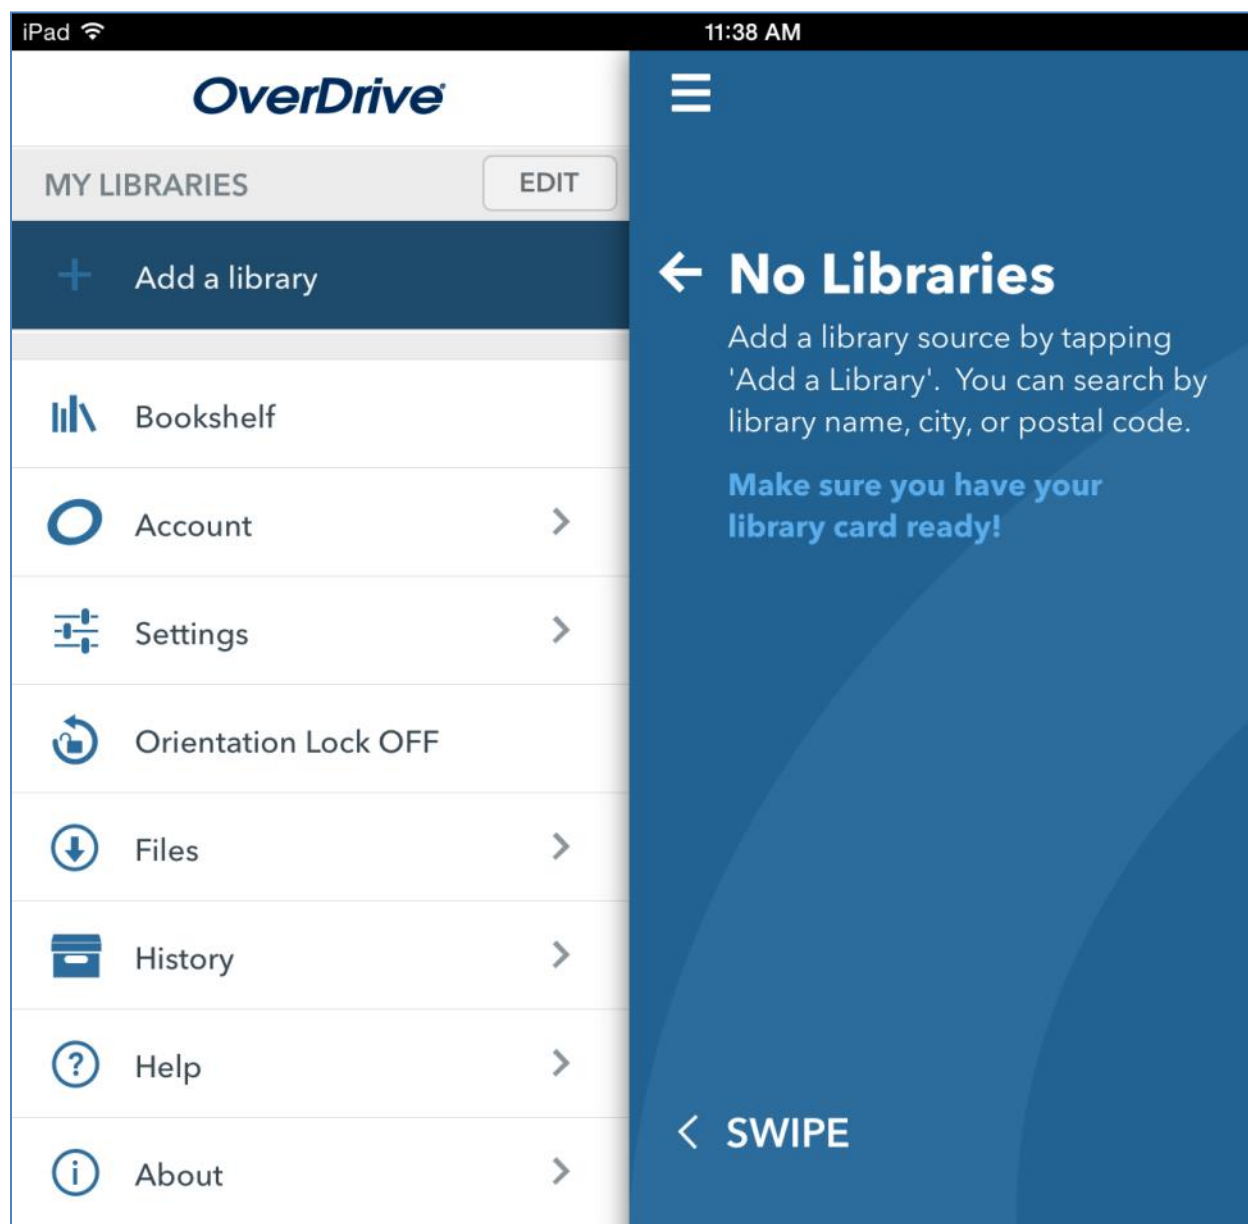 iPad
11:38 AM
OverDrive
MY LIBRARIES
EDIT
Add a library
Bookshelf
Account
Settings
Orientation Lock OFF
Files
History
Help
About
No Libraries
Add a library source by tapping
'Add a Library'. You can search by
library name, city, or postal code.
Make sure you have your
library card ready!
SWIPE